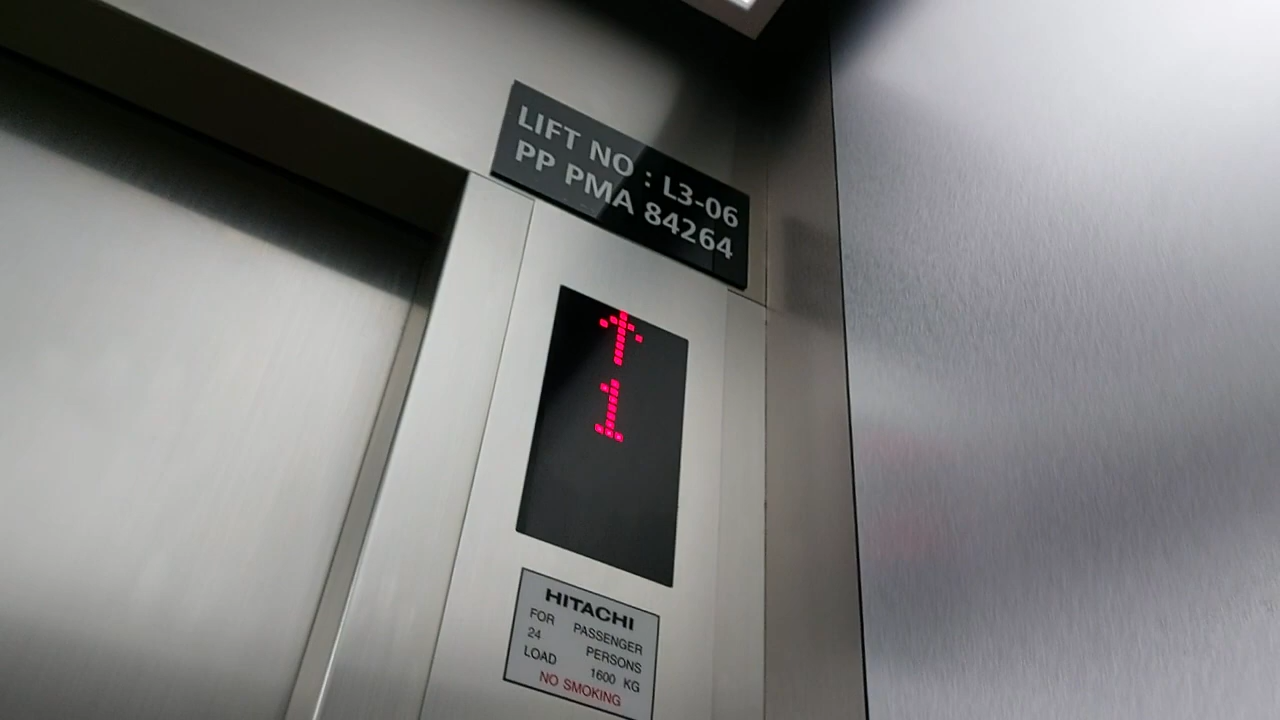 LIFT NO : L3-06
PP PMA 84264
↑
1
HITACHI
FOR PASSENGER
24 PERSONS
LOAD 1600 KG
NO SMOKING